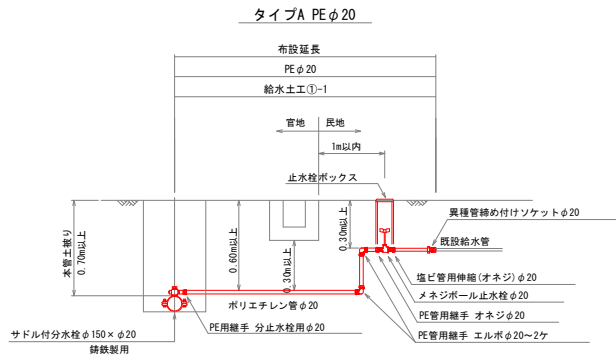 タイプA PEφ20
布設延長
PEφ20
給水土工①-1
官地 民地
1m以内
止水栓ボックス
異種管締め付けソケットφ20
既設給水管
本管土被り
0.70m以上
0.60m以上
0.30m以上
0.30m以上
塩ビ管用伸縮(オネジ)φ20
メネジボール止水栓φ20
ポリエチレン管φ20
PE管用継手 オネジφ20
PE用継手 分止水栓用φ20
PE管用継手 エルボφ20～2ケ
サドル付分水栓φ150×φ20
鋳鉄製用